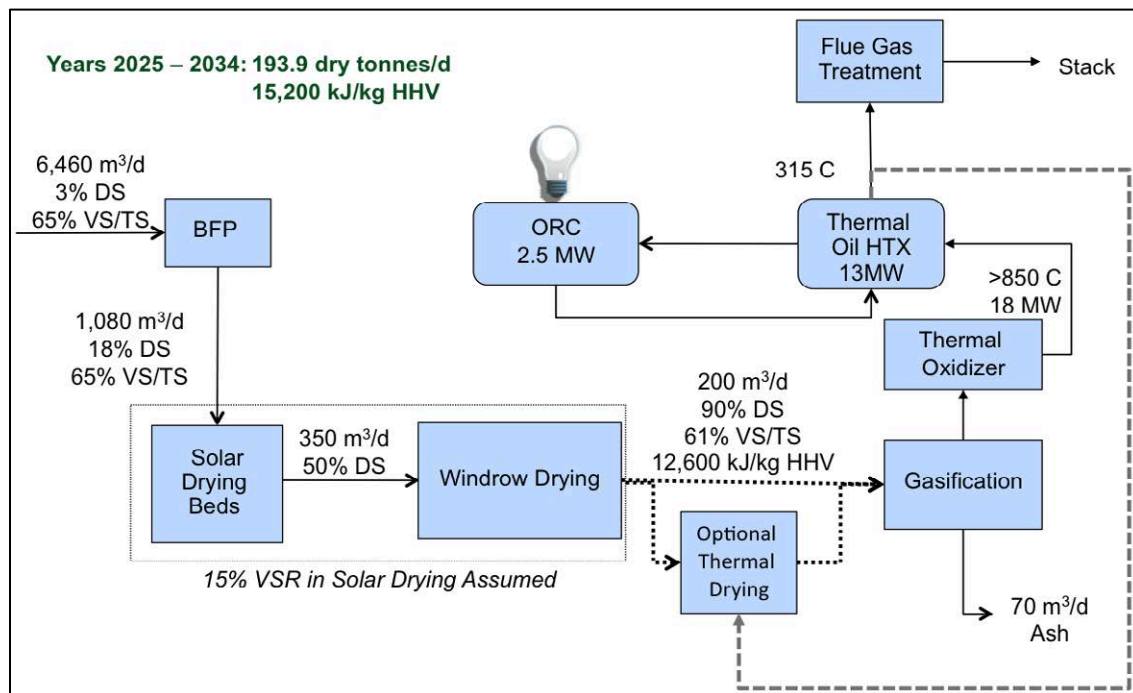 Years 2025 – 2034: 193.9 dry tonnes/d
15,200 kJ/kg HHV
6,460 m³/d
3% DS
65% VS/TS
BFP
1,080 m³/d
18% DS
65% VS/TS
Solar
Drying
Beds
350 m³/d
50% DS
Windrow Drying
15% VSR in Solar Drying Assumed
200 m³/d
90% DS
61% VS/TS
12,600 kJ/kg HHV
Optional
Thermal
Drying
Gasification
70 m³/d
Ash
Thermal
Oxidizer
>850 C
18 MW
Thermal
Oil HTX
13MW
ORC
2.5 MW
315 C
Flue Gas
Treatment
Stack